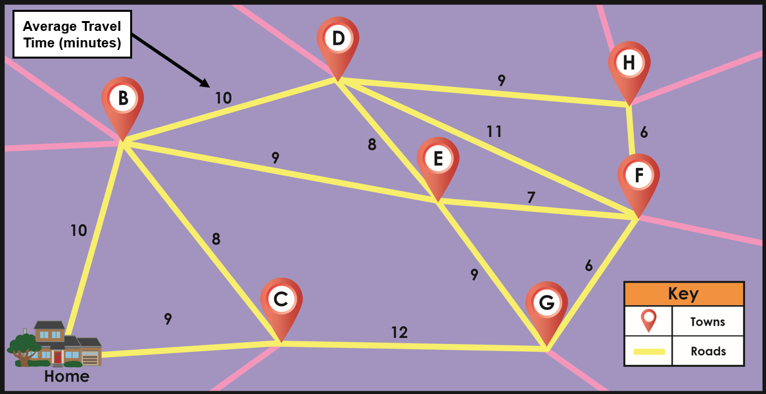 Average Travel
Time (minutes)
D
H
B
10
9
11
6
8
E
F
9
7
10
8
9
6
C
G
9
12
Home
Key
Towns
Roads